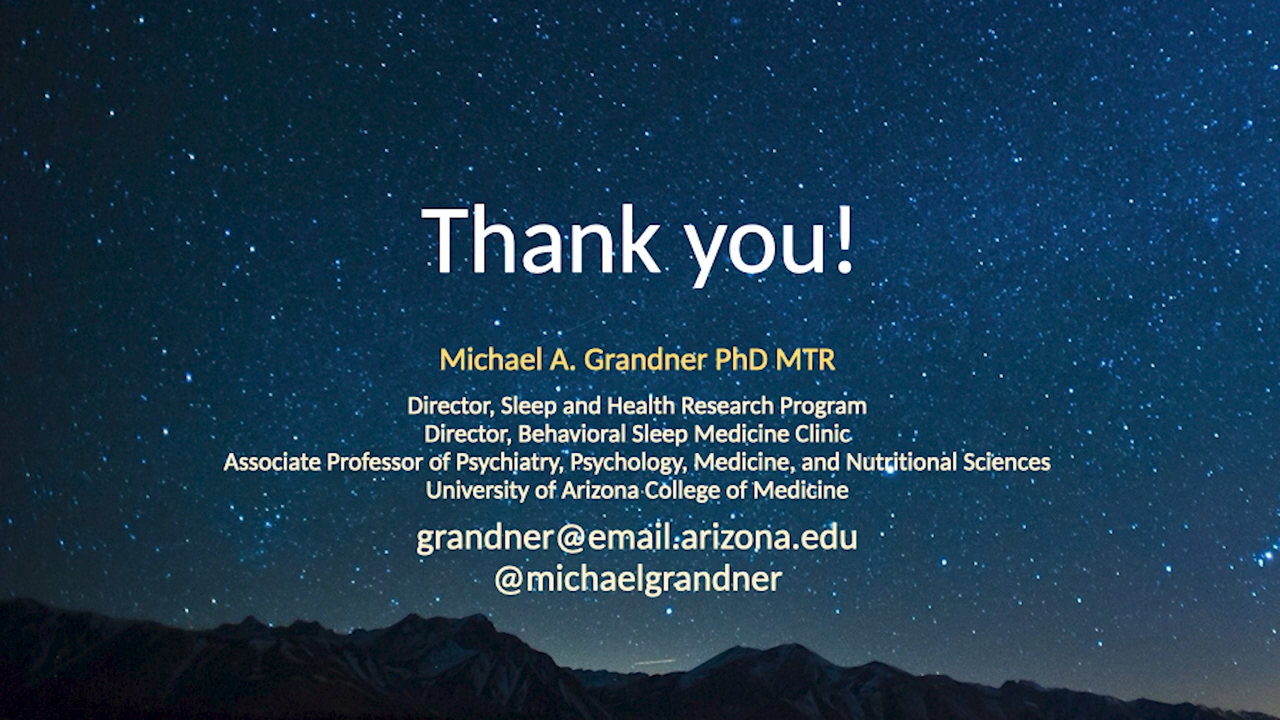 Thank you!
Michael A. Grandner PhD MTR
Director, Sleep and Health Research Program
Director, Behavioral Sleep Medicine Clinic
Associate Professor of Psychiatry, Psychology, Medicine, and Nutritional Sciences
University of Arizona College of Medicine
grandner@email.arizona.edu
@michaelgrandner